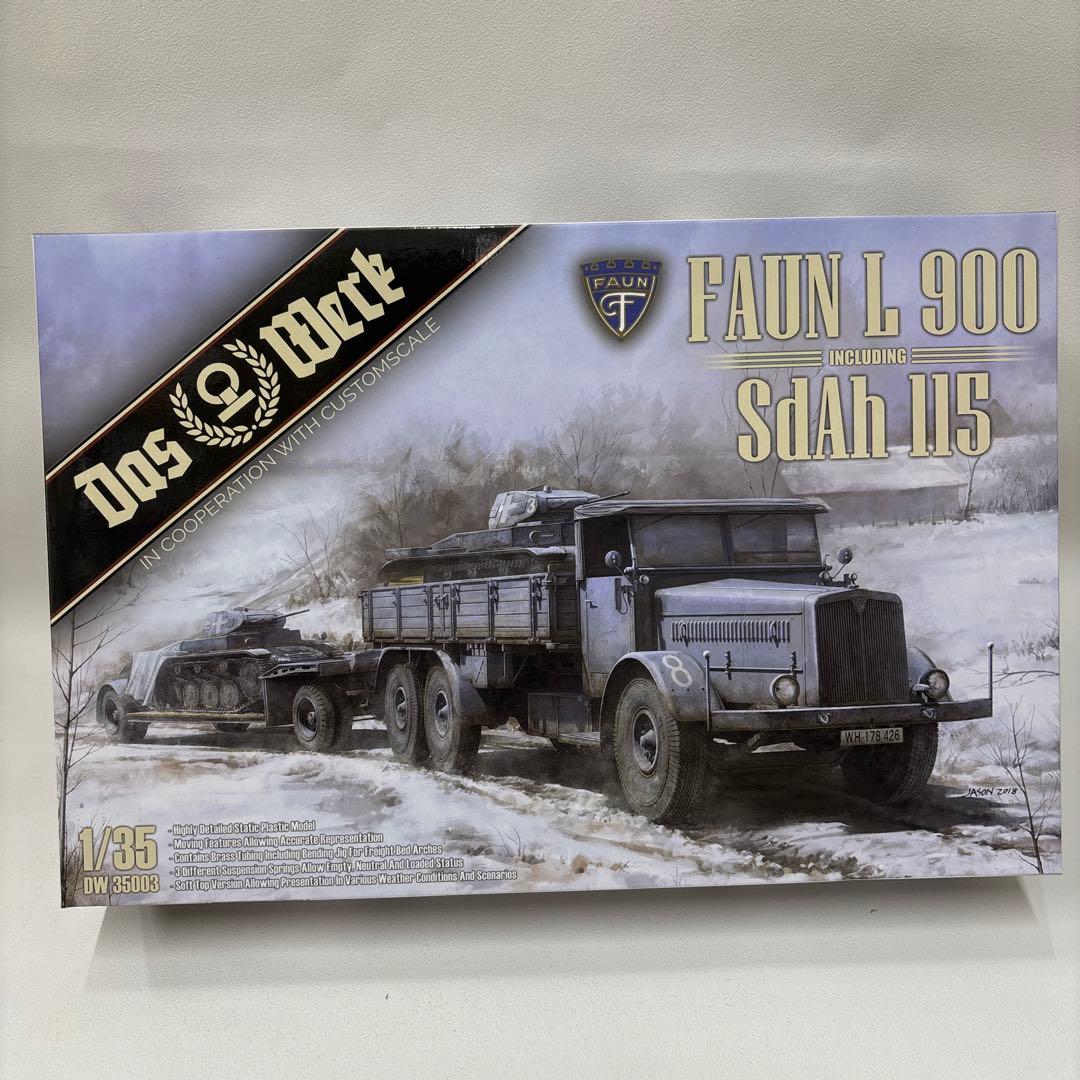 Das Werk
IN COOPERATION WITH CUSTOMSCALE
FAUN
F
FAUN L 900
INCLUDING
SdAh 115
3
8
WH-178 426
JASON 2018
1/35
DW 35003
- Highly Detailed Static Plastic Model
- Moving Features Allowing Accurate Representation
- Contains Brass Tubing Including Bending Jig For Freight Bed Arches
- 3 Different Suspension Springs Allow Empty, Neutral And Loaded Status
- Soft Top Version Allowing Presentation In Various Weather Conditions And Scenarios